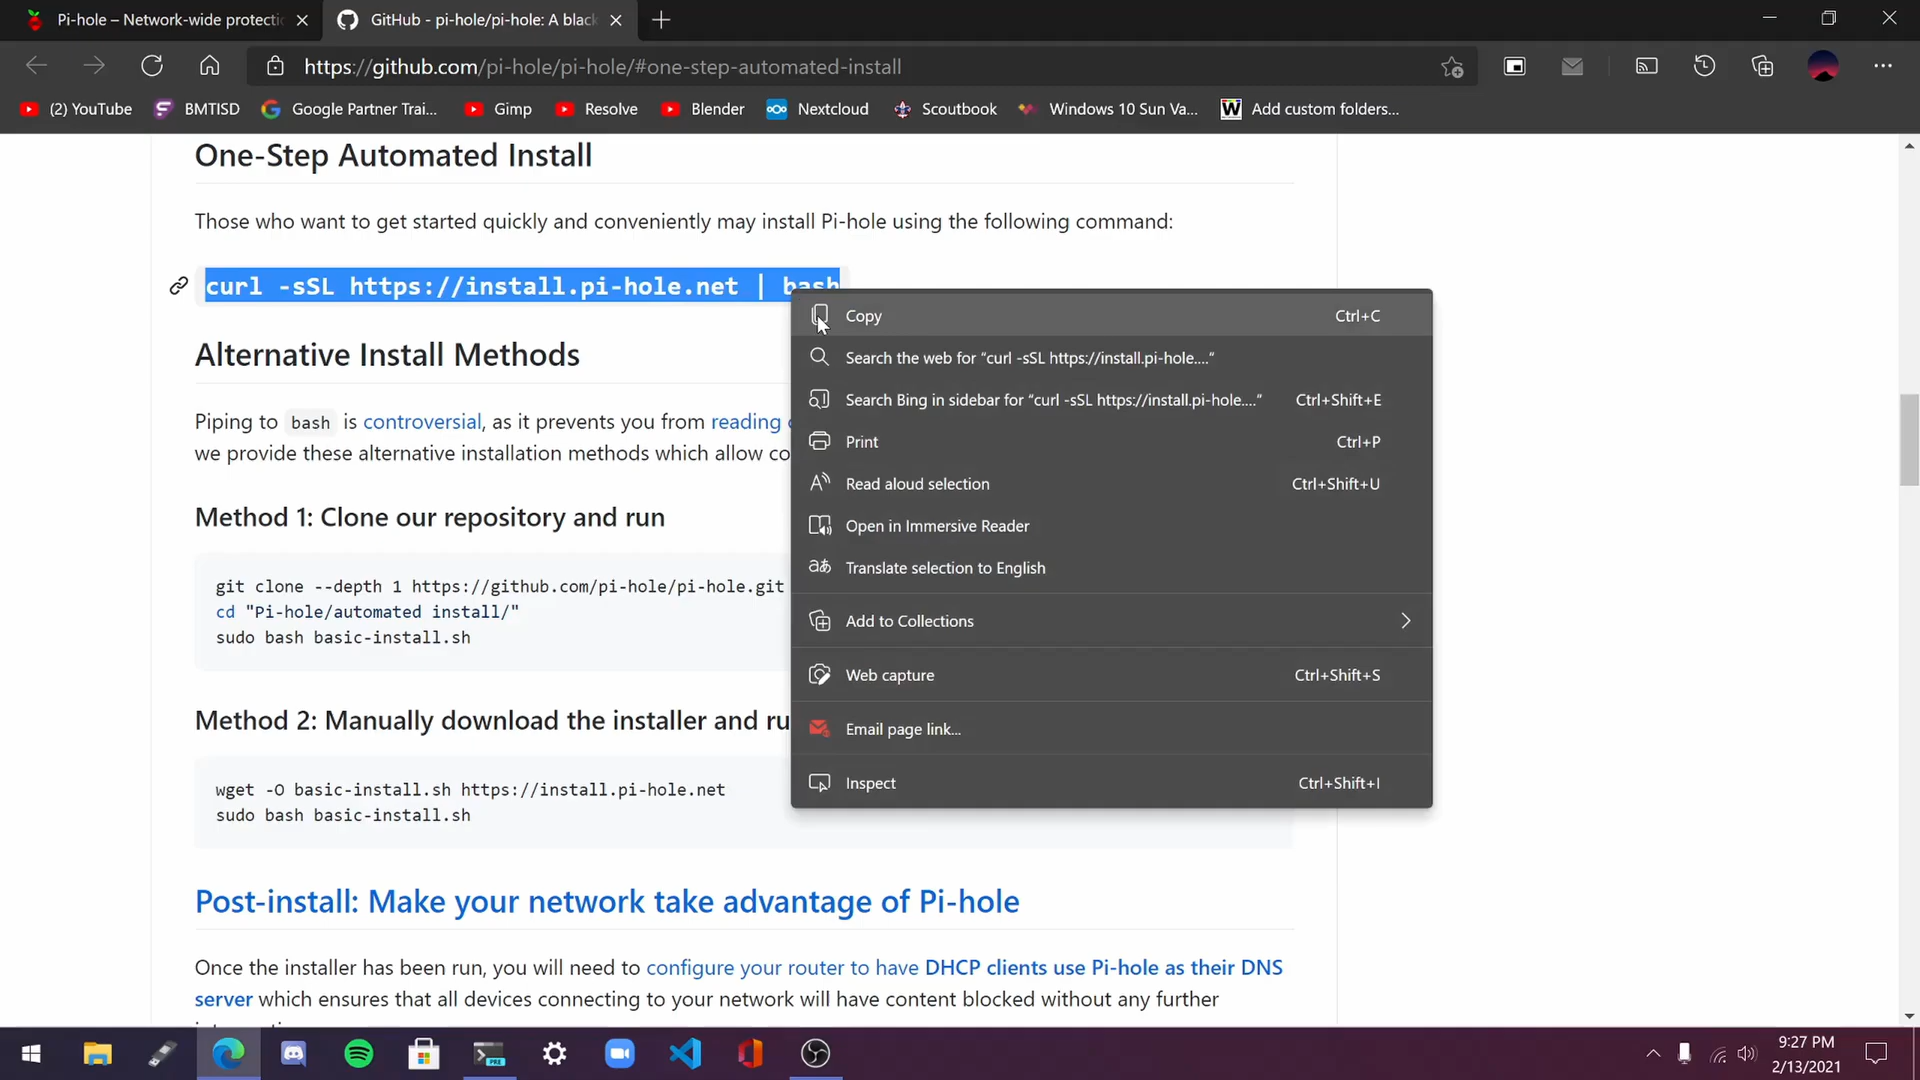 Pi-hole – Network-wide protectio
GitHub - pi-hole/pi-hole: A black
https://github.com/pi-hole/pi-hole/#one-step-automated-install
(2) YouTube
BMTISD
Google Partner Trai...
Gimp
Resolve
Blender
Nextcloud
Scoutbook
Windows 10 Sun Va...
Add custom folders...
One-Step Automated Install
Those who want to get started quickly and conveniently may install Pi-hole using the following command:
curl -sSL https://install.pi-hole.net | bash
Alternative Install Methods
Piping to bash is controversial, as it prevents you from reading
we provide these alternative installation methods which allow
Method 1: Clone our repository and run
git clone --depth 1 https://github.com/pi-hole/pi-hole.git
cd "Pi-hole/automated install/"
sudo bash basic-install.sh
Method 2: Manually download the installer and
wget -O basic-install.sh https://install.pi-hole.net
sudo bash basic-install.sh
Post-install: Make your network take advantage of Pi-hole
Once the installer has been run, you will need to configure your router to have DHCP clients use Pi-hole as their DNS
server which ensures that all devices connecting to your network will have content blocked without any further
Copy Ctrl+C
Search the web for “curl -sSL https://install.pi-hole....”
Search Bing in sidebar for “curl -sSL https://install.pi-hole....” Ctrl+Shift+E
Print Ctrl+P
Read aloud selection Ctrl+Shift+U
Open in Immersive Reader
Translate selection to English
Add to Collections
Web capture Ctrl+Shift+S
Email page link...
Inspect Ctrl+Shift+I
9:27 PM
2/13/2021